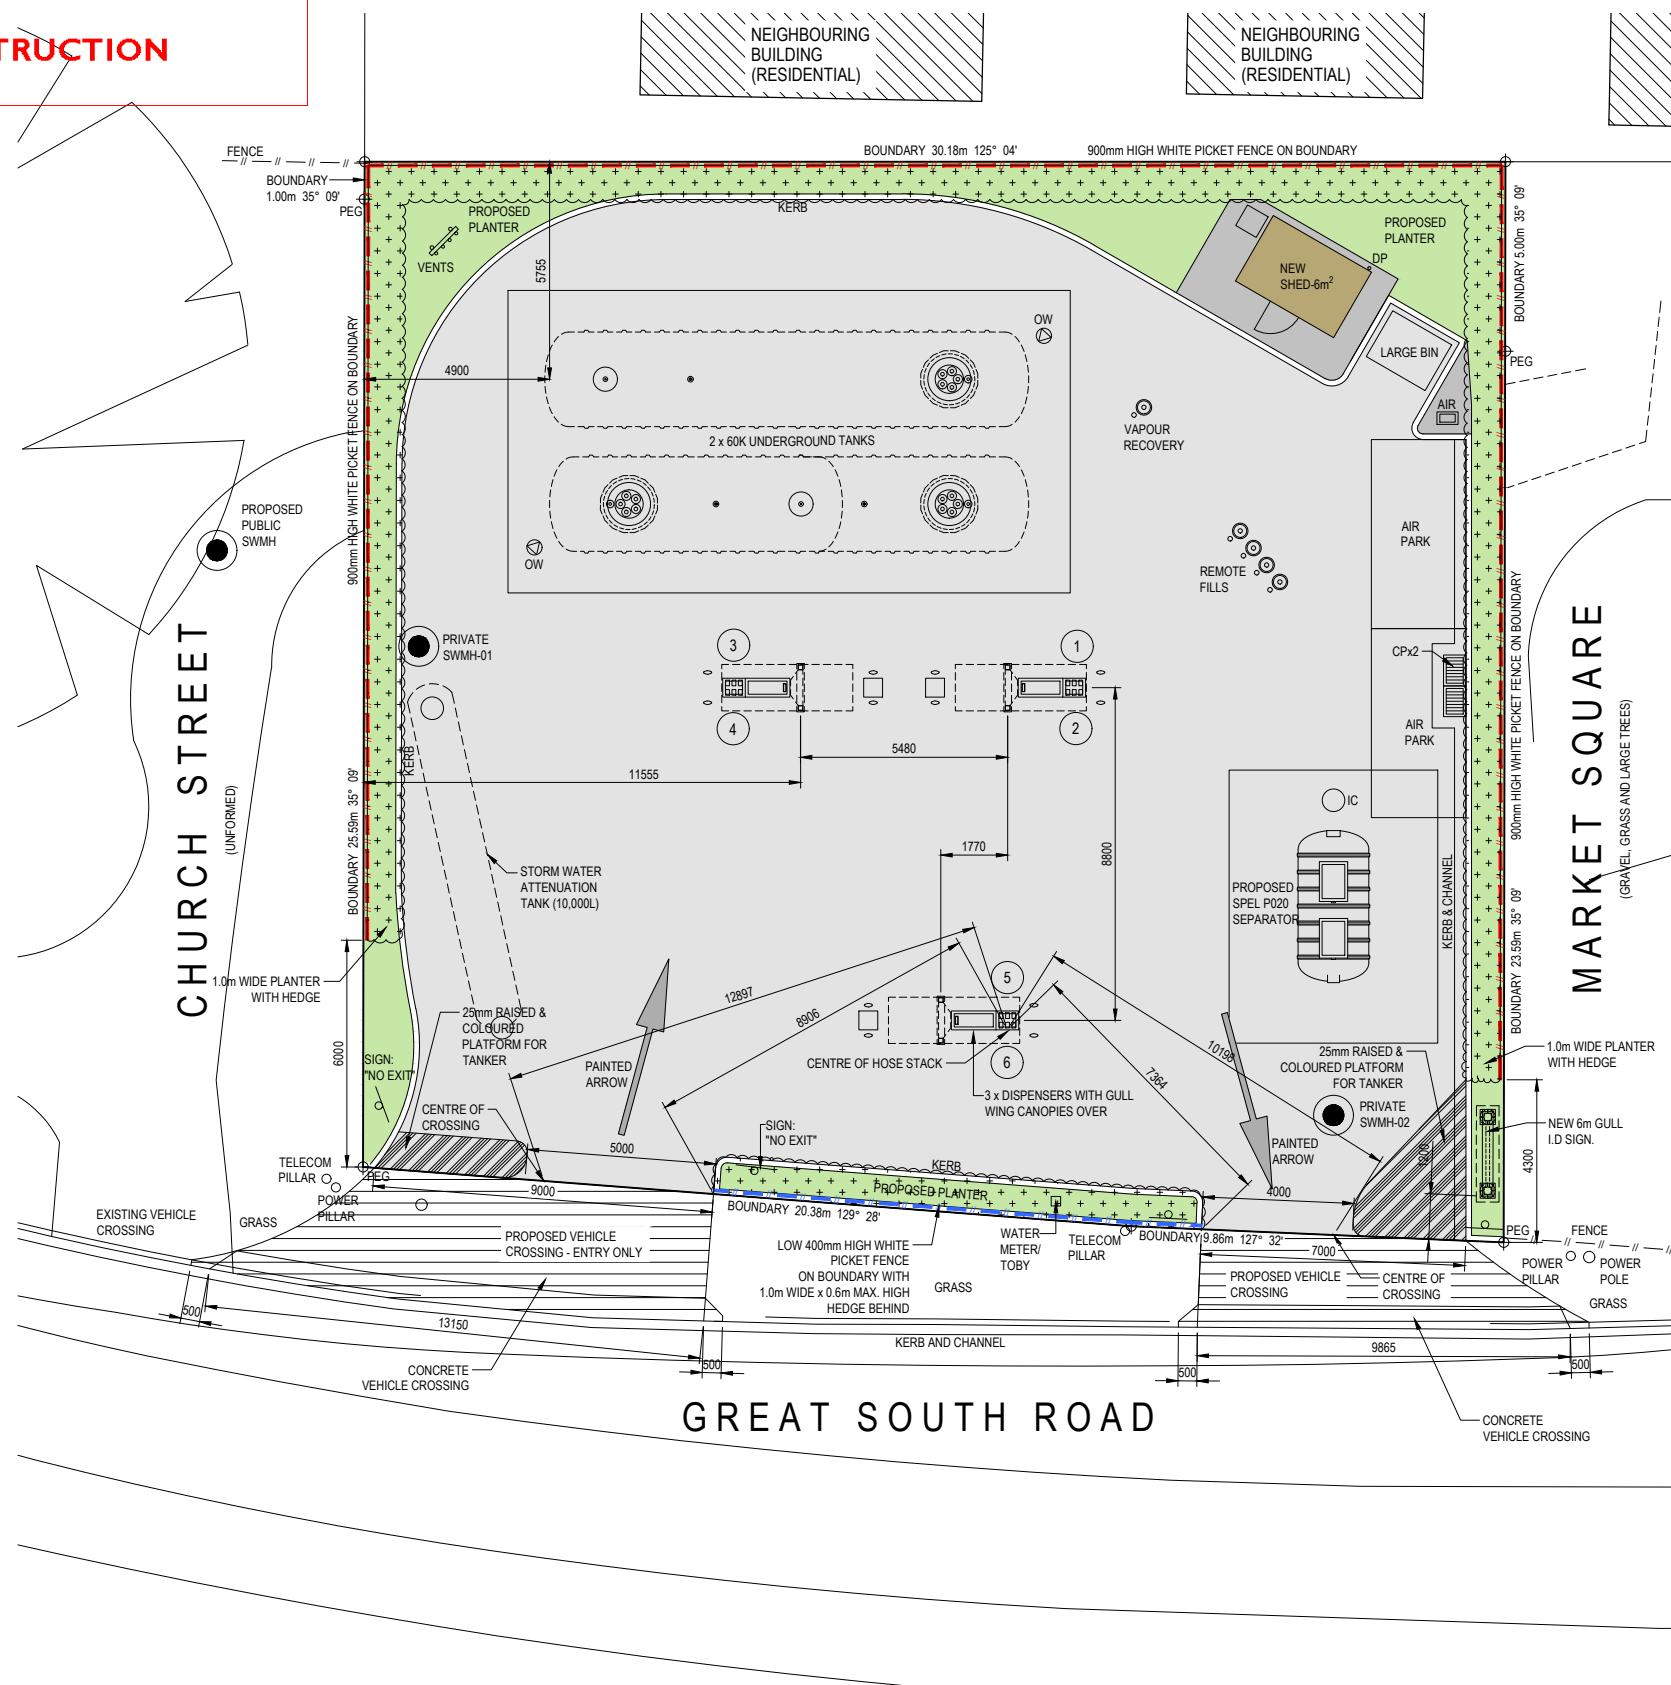 TRUCTION
NEIGHBOURING
BUILDING
(RESIDENTIAL)
NEIGHBOURING
BUILDING
(RESIDENTIAL)
FENCE
BOUNDARY 30.18m 125° 04'
900mm HIGH WHITE PICKET FENCE ON BOUNDARY
BOUNDARY
1.00m 35° 09'
PEG
PROPOSED
PLANTER
VENTS
KERB
5755
PROPOSED
PLANTER
DP
NEW
SHED-6m²
BOUNDARY 5.00m 35° 09'
PEG
LARGE BIN
AIR
OW
4900
900mm HIGH WHITE PICKET FENCE ON BOUNDARY
2 x 60K UNDERGROUND TANKS
VAPOUR
RECOVERY
PROPOSED
PUBLIC
SWMH
OW
AIR
PARK
REMOTE
FILLS
CHURCH STREET
(UNFORMED)
PRIVATE
SWMH-01
3
4
1
2
CPx2
AIR
PARK
900mm HIGH WHITE PICKET FENCE ON BOUNDARY
MARKET SQUARE
(GRAVEL, GRASS AND LARGE TREES)
5480
11555
KERB
BOUNDARY 25.59m 35° 09'
IC
1770
8800
STORM WATER
ATTENUATION
TANK (10,000L)
PROPOSED
SPEL P020
SEPARATOR
KERB & CHANNEL
BOUNDARY 23.59m 35° 09'
1.0m WIDE PLANTER
WITH HEDGE
12897
8906
5
6
10198
7364
25mm RAISED &
COLOURED
PLATFORM FOR
TANKER
6000
SIGN:
"NO EXIT"
PAINTED
ARROW
CENTRE OF HOSE STACK
3 x DISPENSERS WITH GULL
WING CANOPIES OVER
25mm RAISED &
COLOURED PLATFORM
FOR TANKER
1.0m WIDE PLANTER
WITH HEDGE
CENTRE OF
CROSSING
SIGN:
"NO EXIT"
PRIVATE
SWMH-02
NEW 6m GULL
I.D SIGN.
PAINTED
ARROW
4300
5000
KERB
TELECOM
PILLAR
PEG
POWER
PILLAR
9000
PROPOSED PLANTER
BOUNDARY 20.38m 129° 28'
4000
EXISTING VEHICLE
CROSSING
GRASS
PROPOSED VEHICLE
CROSSING - ENTRY ONLY
LOW 400mm HIGH WHITE
PICKET FENCE
ON BOUNDARY WITH
1.0m WIDE x 0.6m MAX. HIGH
HEDGE BEHIND
GRASS
WATER
METER/
TOBY
TELECOM
PILLAR
BOUNDARY 9.86m 127° 32'
7000
PEG
FENCE
PROPOSED VEHICLE
CROSSING
CENTRE OF
CROSSING
POWER
PILLAR
POWER
POLE
GRASS
500
13150
500
KERB AND CHANNEL
500
9865
500
CONCRETE
VEHICLE CROSSING
GREAT SOUTH ROAD
CONCRETE
VEHICLE CROSSING